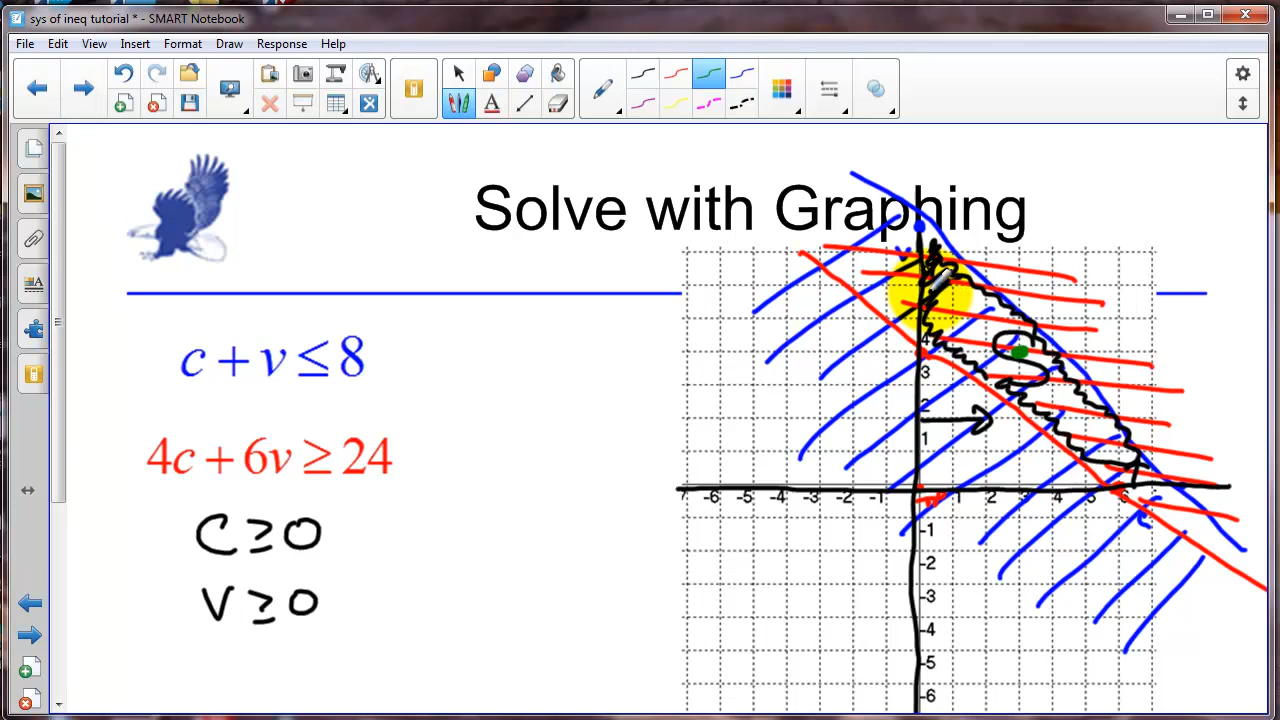 sys of ineq tutorial * - SMART Notebook
File Edit View Insert Format Draw Response Help
Solve with Graphing
c + v ≤ 8
4c + 6v ≥ 24
C ≥ 0
V ≥ 0
v
4
3
2
1
-7 -6 -5 -4 -3 -2 -1 1 2 3 4 5 6 7
c
-1
-2
-3
-4
-5
-6